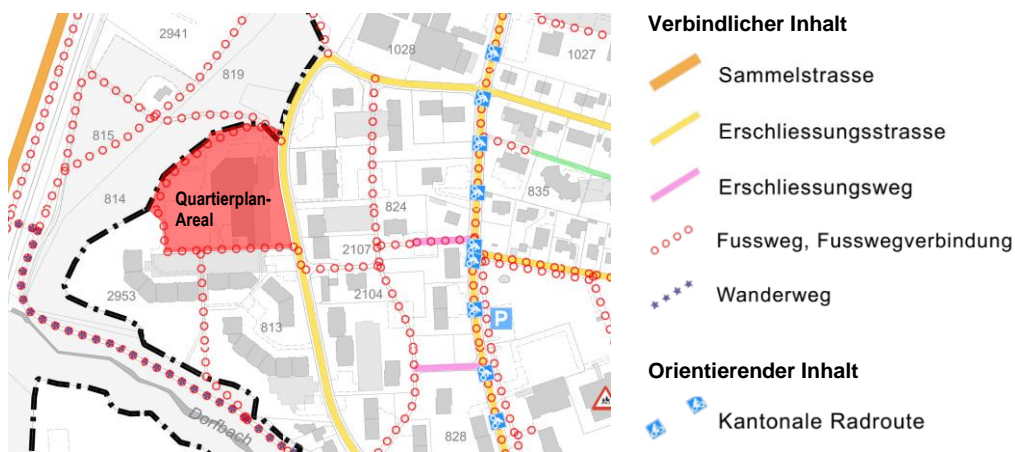 2941
1028
1027
819
815
814
Quartierplan-
Areal
824
835
2107
2953
2104
813
P
Dorfbach
828
Verbindlicher Inhalt
Sammelstrasse
Erschliessungsstrasse
Erschliessungsweg
Fussweg, Fusswegverbindung
Wanderweg
Orientierender Inhalt
Kantonale Radroute